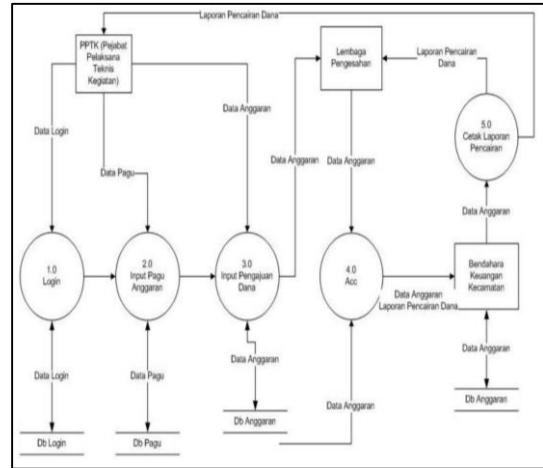 Laporan Pencairan Dana
PPTK (Pejabat
Pelaksana
Teknis
Kegiatan)
Lembaga
Pengesahan
Laporan Pencairan
Dana
Data Login
Data Pagu
Data Anggaran
Data Anggaran
Data Anggaran
5.0
Cetak Laporan
Pencairan
Data Anggaran
1.0
Login
2.0
Input Pagu
Anggaran
3.0
Input Pengajuan
Dana
4.0
Acc
Bendahara
Keuangan
Kecamatan
Data Anggaran
Laporan Pencairan Dana
Data Login
Data Pagu
Data Anggaran
Data Anggaran
Data Anggaran
Db Login
Db Pagu
Db Anggaran
Db Anggaran